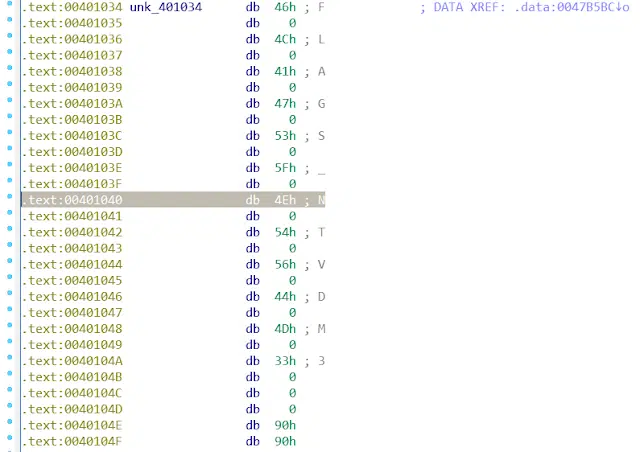 .text:00401034 unk_401034 db 46h ; F ; DATA XREF: .data:0047B5BC↓o
.text:00401035 db 0
.text:00401036 db 4Ch ; L
.text:00401037 db 0
.text:00401038 db 41h ; A
.text:00401039 db 0
.text:0040103A db 47h ; G
.text:0040103B db 0
.text:0040103C db 53h ; S
.text:0040103D db 0
.text:0040103E db 5Fh ; _
.text:0040103F db 0
.text:00401040 db 4Eh ; N
.text:00401041 db 0
.text:00401042 db 54h ; T
.text:00401043 db 0
.text:00401044 db 56h ; V
.text:00401045 db 0
.text:00401046 db 44h ; D
.text:00401047 db 0
.text:00401048 db 4Dh ; M
.text:00401049 db 0
.text:0040104A db 33h ; 3
.text:0040104B db 0
.text:0040104C db 0
.text:0040104D db 0
.text:0040104E db 90h
.text:0040104F db 90h